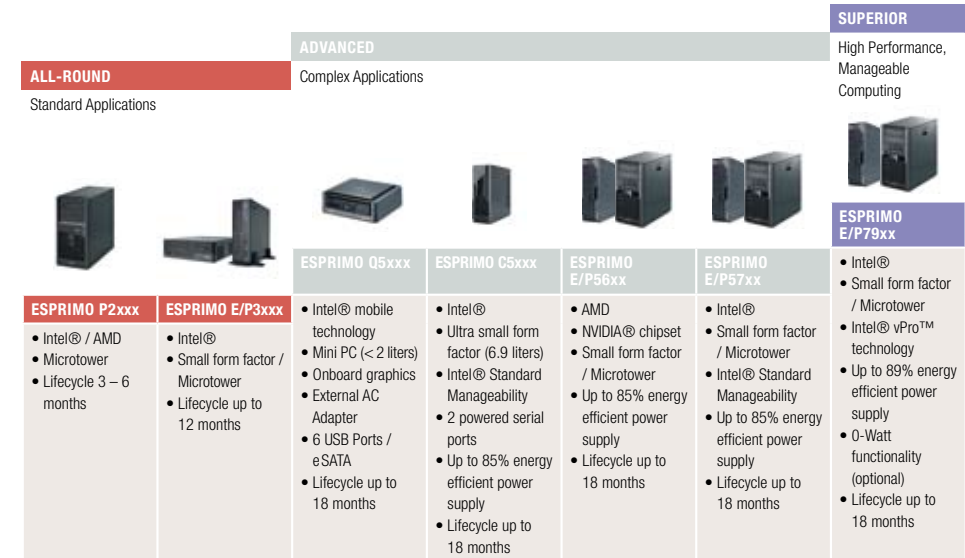 ALL-ROUND
Standard Applications
ESPRIMO P2xxx
• Intel® / AMD
• Microtower
• Lifecycle 3 – 6
months
ESPRIMO E/P3xxx
• Intel®
• Small form factor /
Microtower
• Lifecycle up to
12 months
ADVANCED
Complex Applications
ESPRIMO Q5xxx
• Intel® mobile
technology
• Mini PC (< 2 liters)
• Onboard graphics
• External AC
Adapter
• 6 USB Ports /
eSATA
• Lifecycle up to
18 months
ESPRIMO C5xxx
• Intel®
• Ultra small form
factor (6.9 liters)
• Intel® Standard
Manageability
• 2 powered serial
ports
• Up to 85% energy
efficient power
supply
• Lifecycle up to
18 months
ESPRIMO
E/P56xx
• AMD
• NVIDIA® chipset
• Small form factor
/ Microtower
• Up to 85% energy
efficient power
supply
• Lifecycle up to
18 months
ESPRIMO
E/P57xx
• Intel®
• Small form factor
/ Microtower
• Intel® Standard
Manageability
• Up to 85% energy
efficient power
supply
• Lifecycle up to
18 months
SUPERIOR
High Performance,
Manageable
Computing
ESPRIMO
E/P79xx
• Intel®
• Small form factor
/ Microtower
• Intel® vPro™
technology
• Up to 89% energy
efficient power
supply
• 0-Watt
functionality
(optional)
• Lifecycle up to
18 months